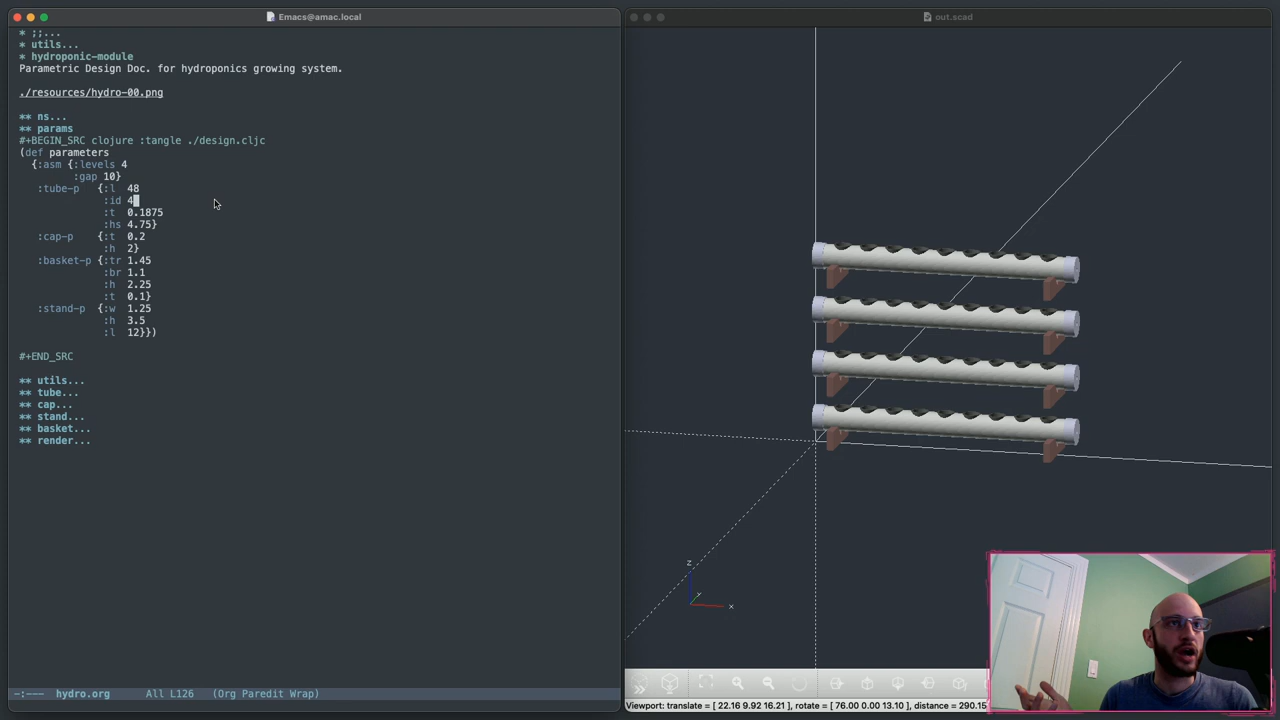 Emacs@amac.local
* ;;...
* utils...
* hydroponic-module
Parametric Design Doc. for hydroponics growing system.
./resources/hydro-00.png
** ns...
** params
#+BEGIN_SRC clojure :tangle ./design.cljc
(def parameters
{:asm {:levels 4
:gap 10}
:tube-p {:l 48
:id 4
:t 0.1875
:hs 4.75}
:cap-p {:t 0.2
:h 2}
:basket-p {:tr 1.45
:br 1.1
:h 2.25
:t 0.1}
:stand-p {:w 1.25
:h 3.5
:l 12}})
#+END_SRC
** utils...
** tube...
** cap...
** stand...
** basket...
** render...
-:--- hydro.org All L126 (Org Paredit Wrap)
out.scad
z
y
x
Viewport: translate = [ 22.16 9.92 16.21 ], rotate = [ 76.00 0.00 13.10 ], distance = 290.15